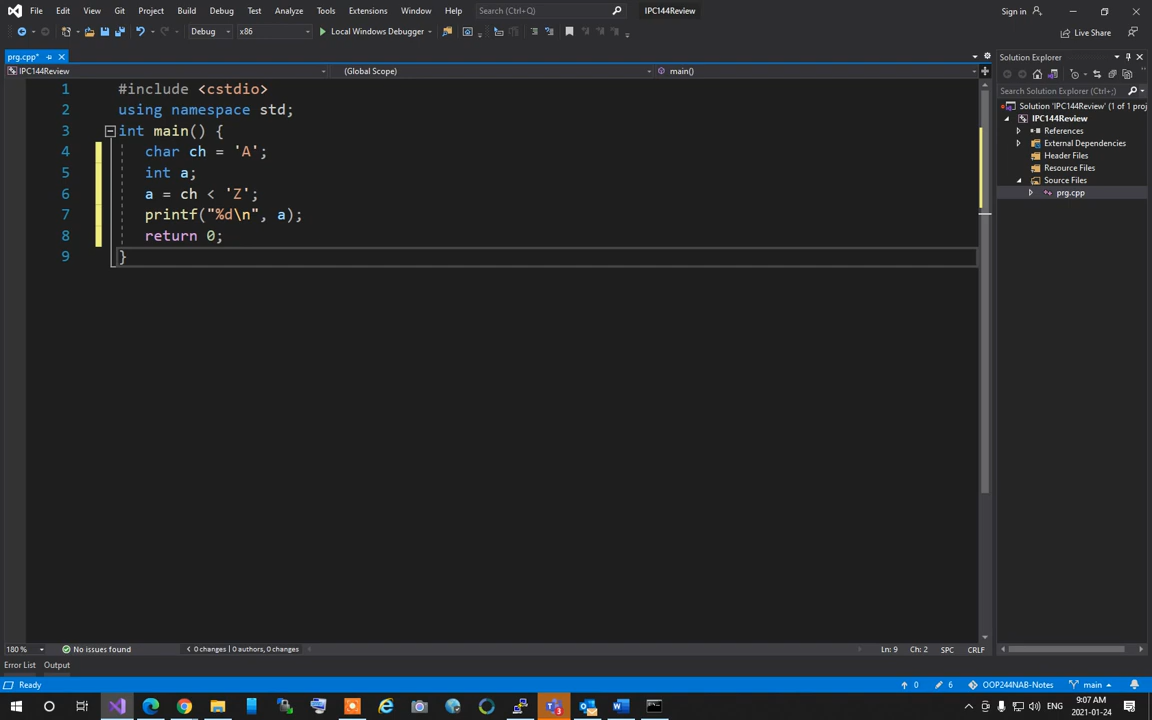 File Edit View Git Project Build Debug Test Analyze Tools Extensions Window Help Search (Ctrl+Q) IPC144Review Sign in
Debug x86 Local Windows Debugger Live Share
prg.cpp*
IPC144Review (Global Scope) main()
1 #include <cstdio>
2 using namespace std;
3 int main() {
4 char ch = 'A';
5 int a;
6 a = ch < 'Z';
7 printf("%d\n", a);
8 return 0;
9 }
Solution Explorer
Search Solution Explorer (Ctrl+;)
Solution 'IPC144Review' (1 of 1 proj
IPC144Review
References
External Dependencies
Header Files
Resource Files
Source Files
prg.cpp
180 % No issues found 0 changes | 0 authors, 0 changes Ln: 9 Ch: 2 SPC CRLF
Error List Output
Ready 0 6 OOP244NAB-Notes main
9:07 AM
2021-01-24